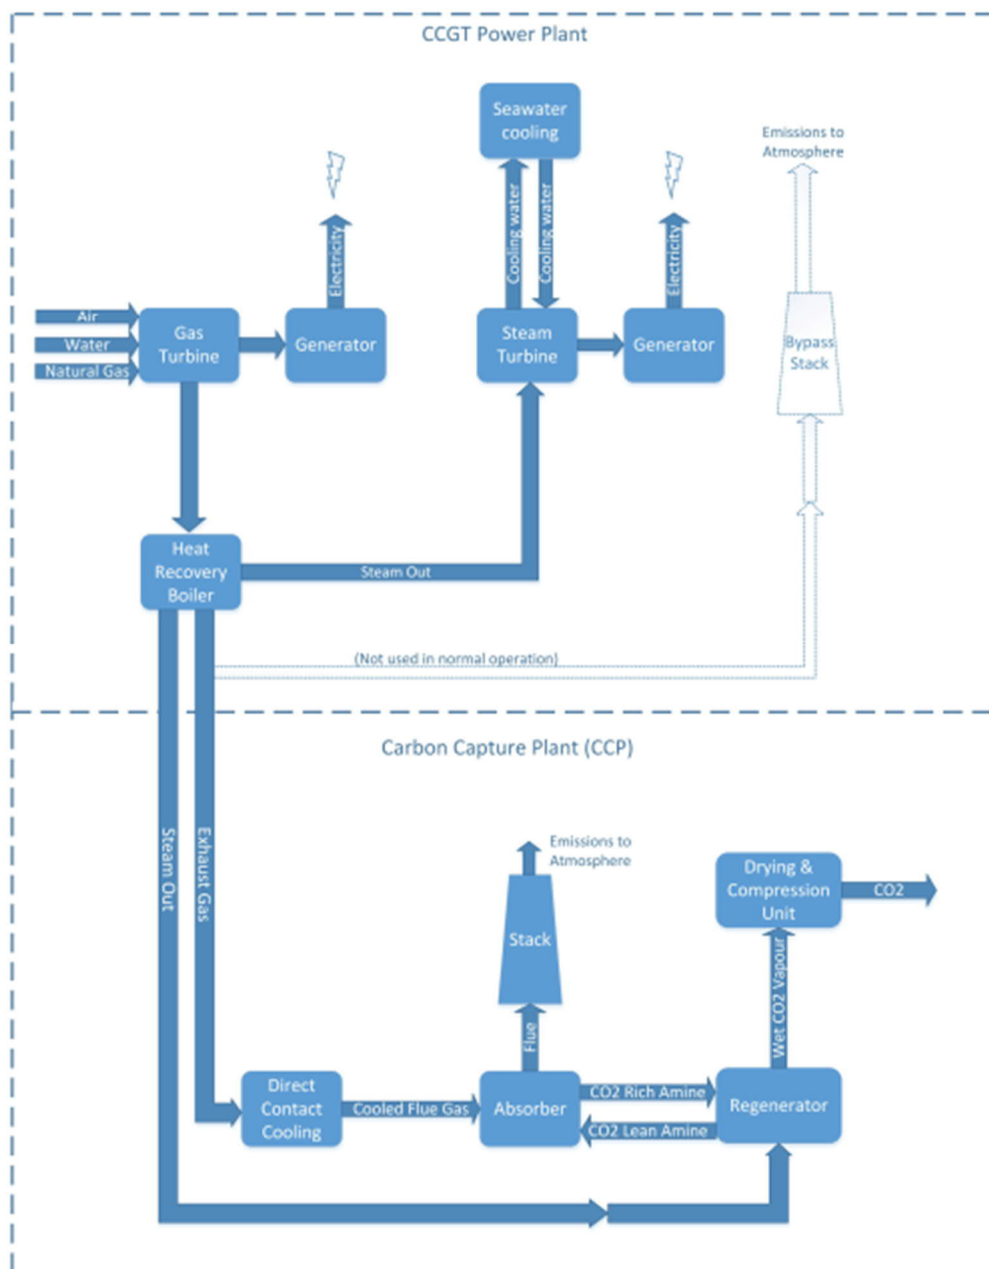 CCGT Power Plant
Seawater
cooling
Emissions to
Atmosphere
Electricity
Cooling water
Cooling water
Electricity
Air
Water
Natural Gas
Gas
Turbine
Generator
Steam
Turbine
Generator
Bypass
Stack
Heat
Recovery
Boiler
Steam Out
(Not used in normal operation)
Carbon Capture Plant (CCP)
Steam Out
Exhaust Gas
Emissions to
Atmosphere
Stack
Drying &
Compression
Unit
CO2
Flue
Wet CO2 Vapour
Direct
Contact
Cooling
Cooled Flue Gas
Absorber
CO2 Rich Amine
CO2 Lean Amine
Regenerator